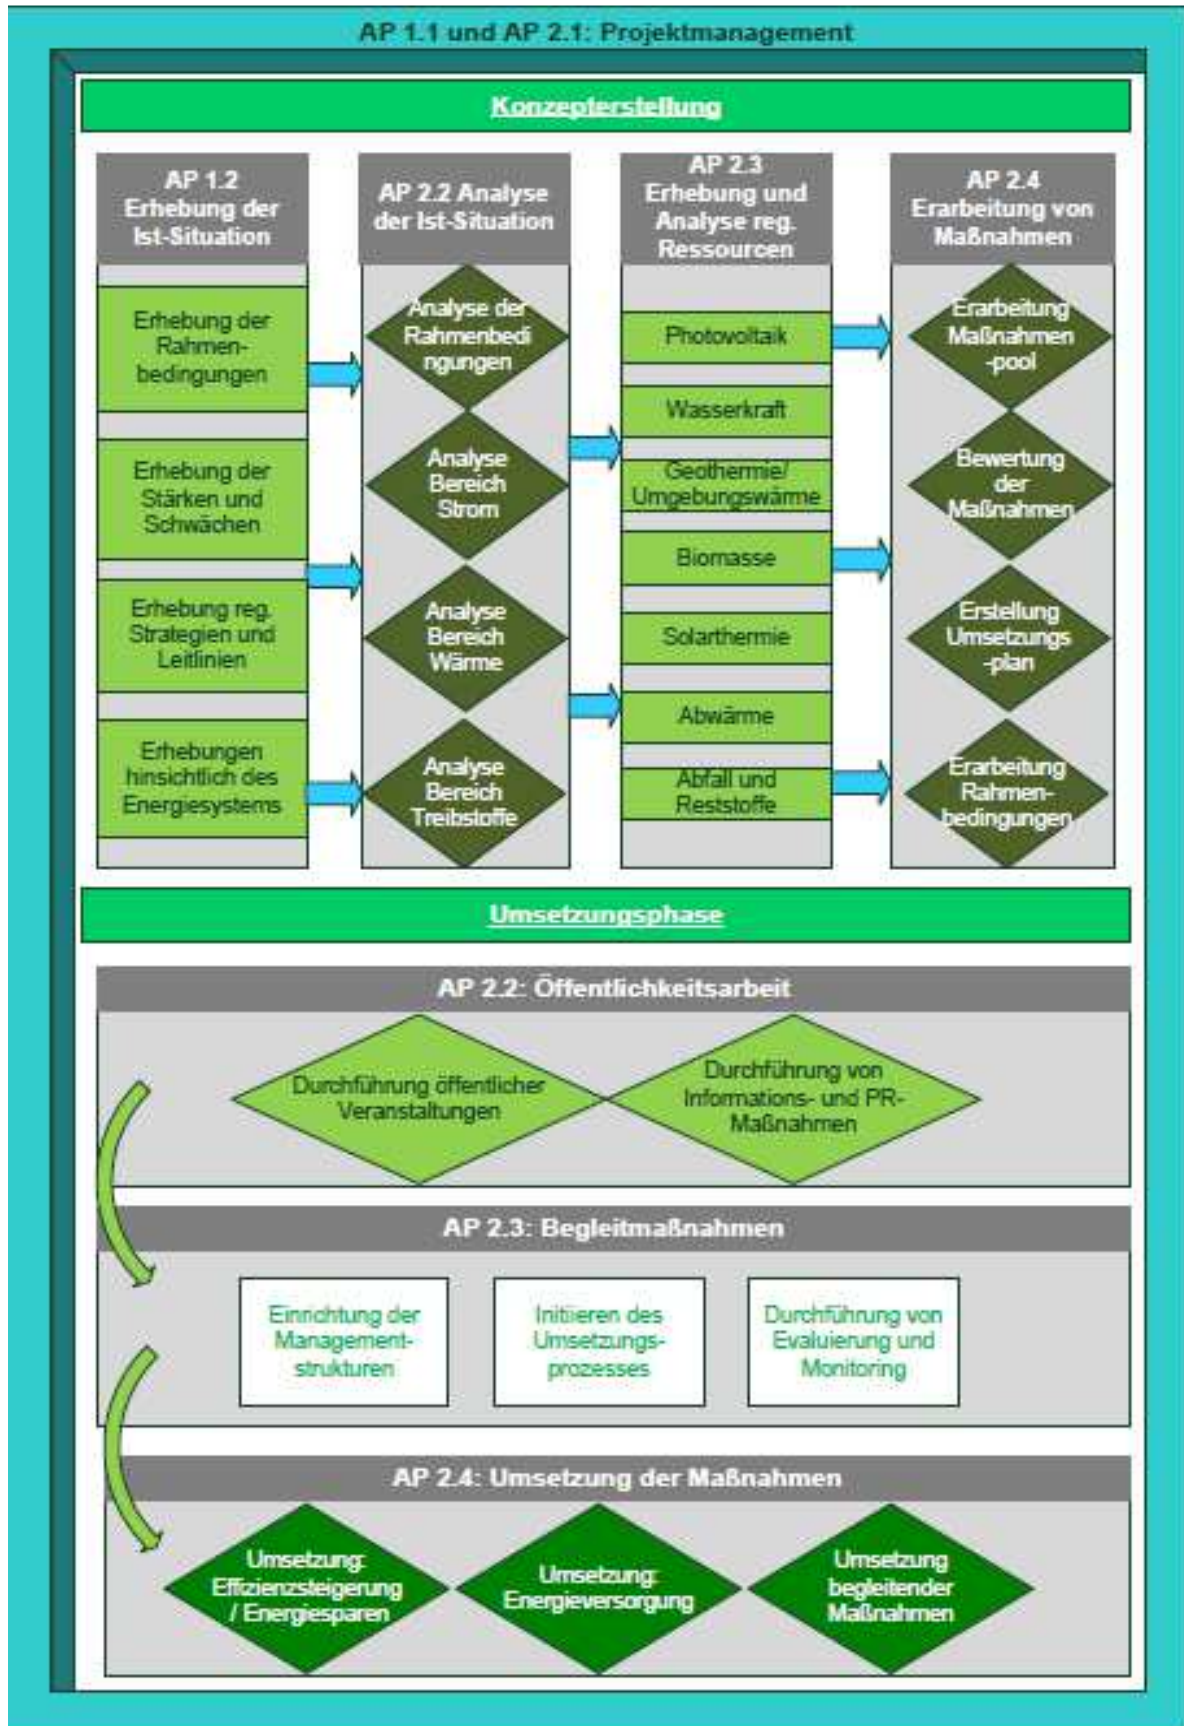 AP 1.1 und AP 2.1: Projektmanagement
Konzepterstellung
AP 1.2
Erhebung der
Ist-Situation
Erhebung der
Rahmen-
bedingungen
Erhebung der
Stärken und
Schwächen
Erhebung reg.
Strategien und
Leitlinien
Erhebungen
hinsichtlich des
Energiesystems
AP 2.2 Analyse
der Ist-Situation
Analyse der
Rahmenbedi
ngungen
Analyse
Bereich
Strom
Analyse
Bereich
Wärme
Analyse
Bereich
Treibstoffe
AP 2.3
Erhebung und
Analyse reg.
Ressourcen
Photovoltaik
Wasserkraft
Geothermie/
Umgebungswärme
Biomasse
Solarthermie
Abwärme
Abfall und
Reststoffe
AP 2.4
Erarbeitung von
Maßnahmen
Erarbeitung
Maßnahmen
-pool
Bewertung
der
Maßnahmen
Erstellung
Umsetzungs
-plan
Erarbeitung
Rahmen-
bedingungen
Umsetzungsphase
AP 2.2: Öffentlichkeitsarbeit
Durchführung öffentlicher
Veranstaltungen
Durchführung von
Informations- und PR-
Maßnahmen
AP 2.3: Begleitmaßnahmen
Einrichtung der
Management-
strukturen
Initiieren des
Umsetzungs-
prozesses
Durchführung von
Evaluierung und
Monitoring
AP 2.4: Umsetzung der Maßnahmen
Umsetzung:
Effizienzsteigerung
/ Energiesparen
Umsetzung:
Energieversorgung
Umsetzung
begleitender
Maßnahmen